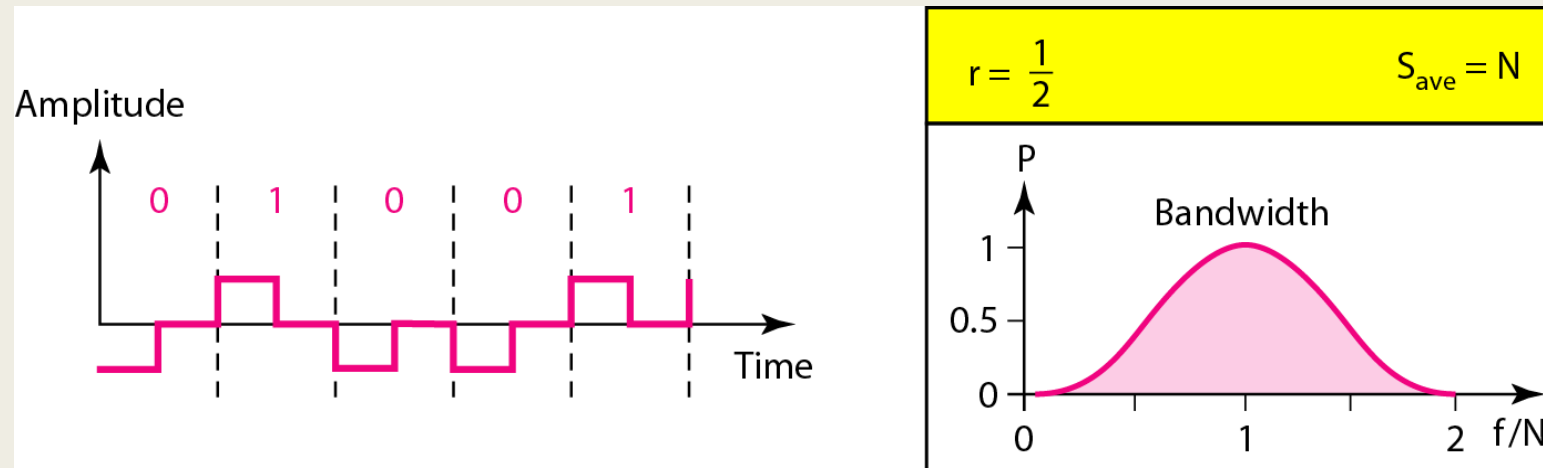 Amplitude
0 1 0 0 1
Time
r = 1/2
S_ave = N
P
Bandwidth
1
0.5
0
0 1 2 f/N